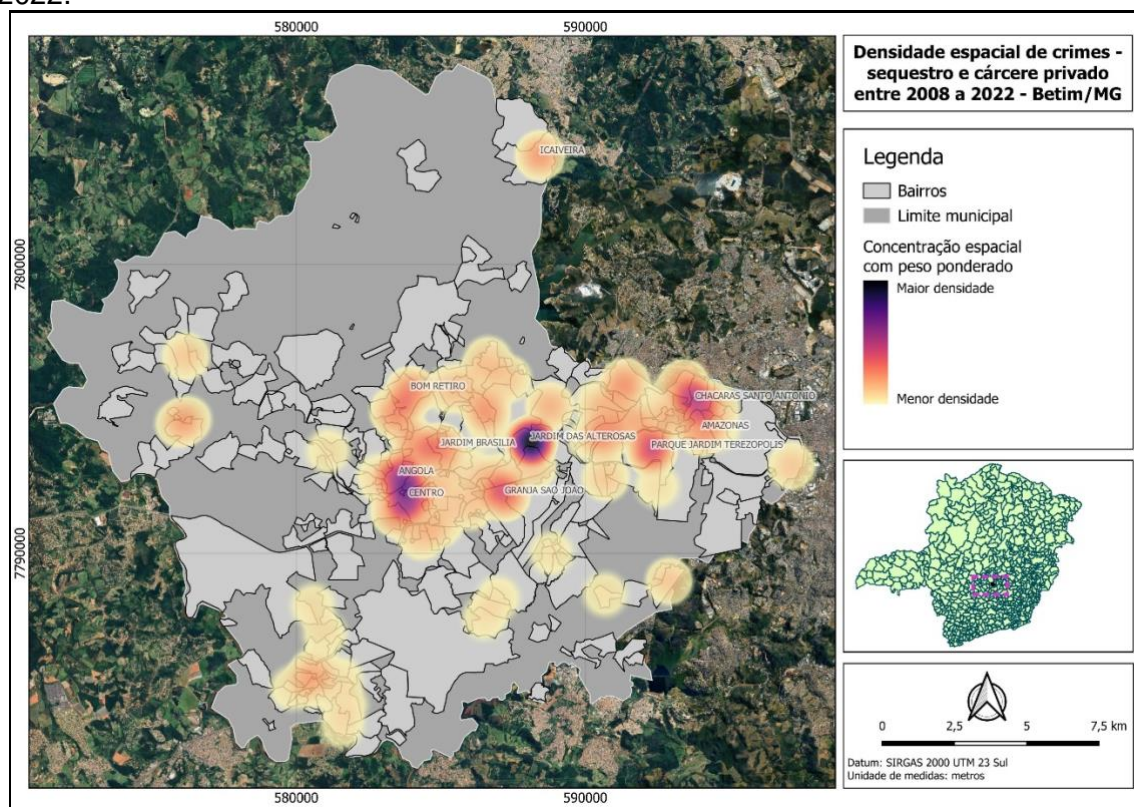 2022.
580000
590000
Densidade espacial de crimes -
sequestro e cárcere privado
entre 2008 a 2022 - Betim/MG
Legenda
Bairros
Limite municipal
Concentração espacial
com peso ponderado
Maior densidade
Menor densidade
7800000
7790000
ICAIVEIRA
BOM RETIRO
CHACARAS SANTO ANTONIO
AMAZONAS
JARDIM BRASILIA
JARDIM DAS ALTEROSAS
PARQUE JARDIM TEREZOPOLIS
ANGOLA
CENTRO
GRANJA SAO JOÃO
580000
590000
0
2,5
5
7,5 km
Datum: SIRGAS 2000 UTM 23 Sul
Unidade de medidas: metros